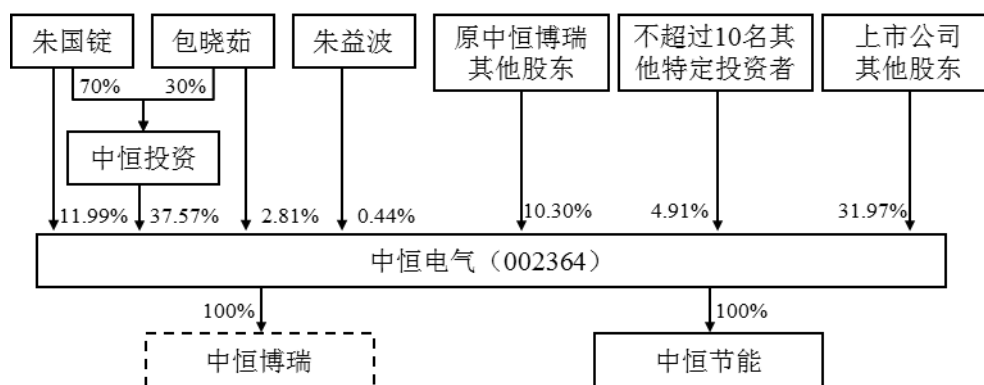 朱国锭
包晓茹
朱益波
原中恒博瑞
其他股东
不超过10名其
他特定投资者
上市公司
其他股东
70%
30%
中恒投资
11.99%
37.57%
2.81%
0.44%
10.30%
4.91%
31.97%
中恒电气（002364）
100%
100%
中恒博瑞
中恒节能